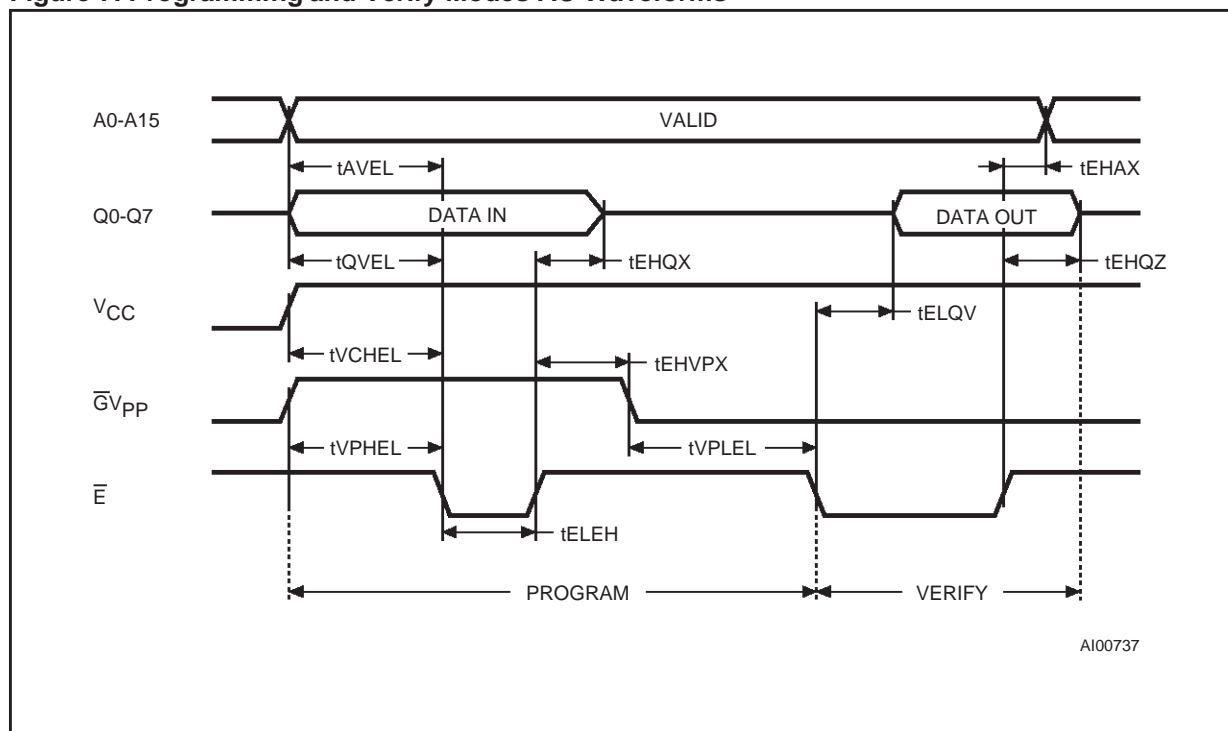 Figure 7. Programming and Verify Modes AC Waveforms
A0-A15
VALID
tAVEL
tEHAX
Q0-Q7
DATA IN
DATA OUT
tQVEL
tEHQX
tEHQZ
VCC
tELQV
tVCHEL
tEHVPX
GVPP
tVPHEL
tVPLEL
E
tELEH
PROGRAM
VERIFY
AI00737